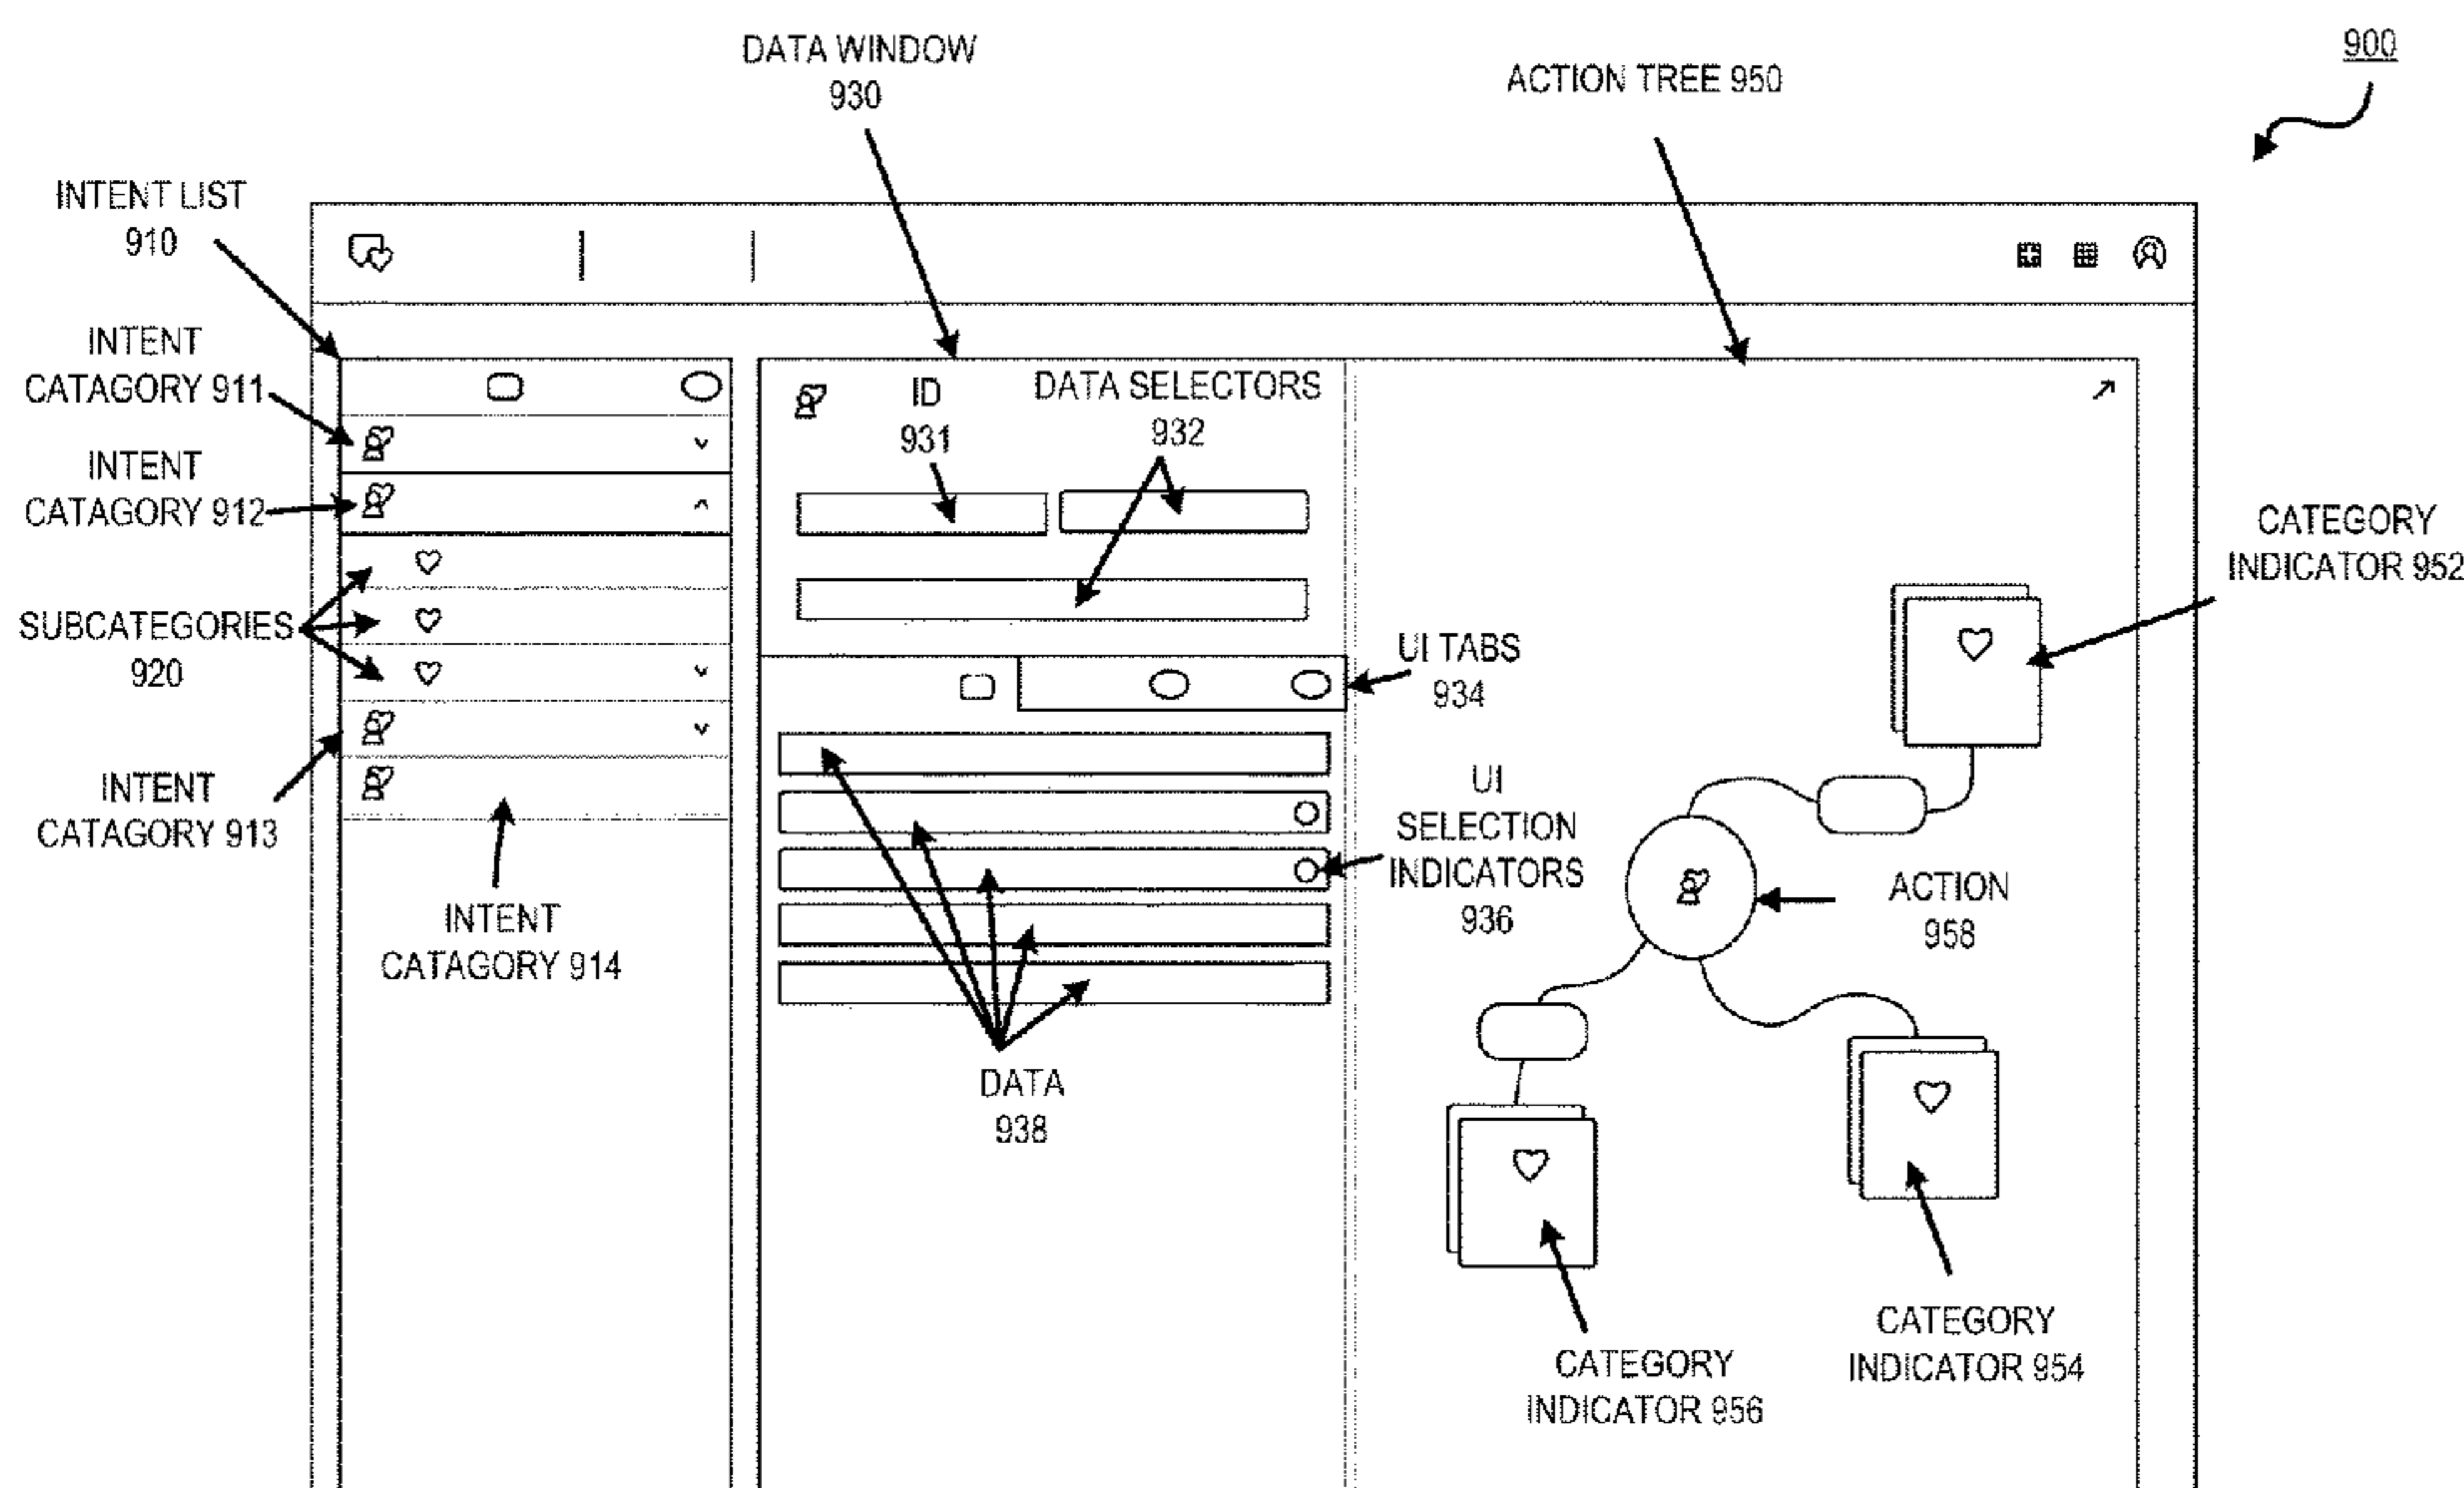 900
DATA WINDOW
930
ACTION TREE 950
INTENT LIST
910
INTENT
CATAGORY 911
INTENT
CATAGORY 912
SUBCATEGORIES
920
INTENT
CATAGORY 913
INTENT
CATAGORY 914
ID
931
DATA SELECTORS
932
UI TABS
934
UI
SELECTION
INDICATORS
936
DATA
938
CATEGORY
INDICATOR 952
ACTION
958
CATEGORY
INDICATOR 954
CATEGORY
INDICATOR 956